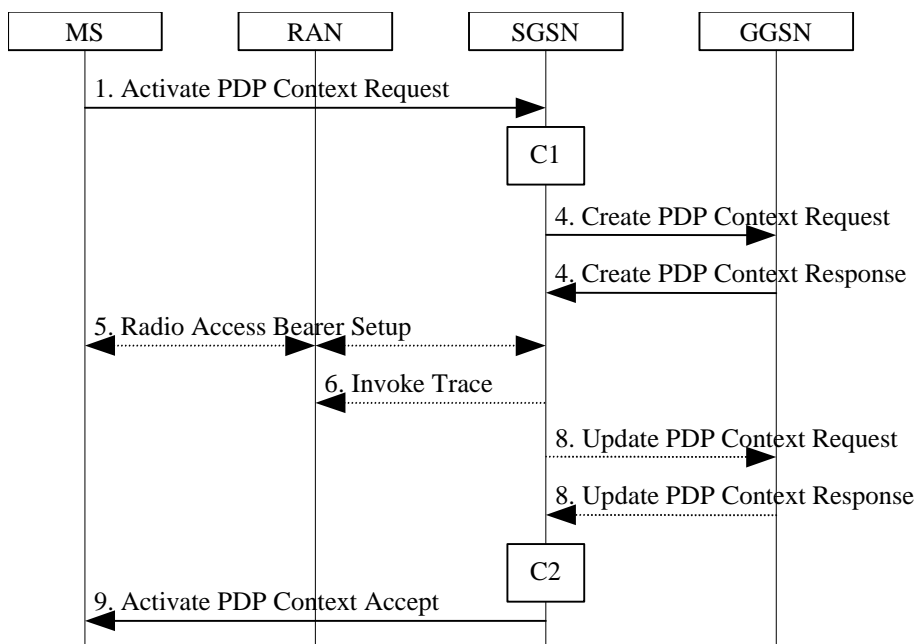 MS RAN SGSN GGSN
1. Activate PDP Context Request
C1
4. Create PDP Context Request
4. Create PDP Context Response
5. Radio Access Bearer Setup
6. Invoke Trace
8. Update PDP Context Request
8. Update PDP Context Response
C2
9. Activate PDP Context Accept